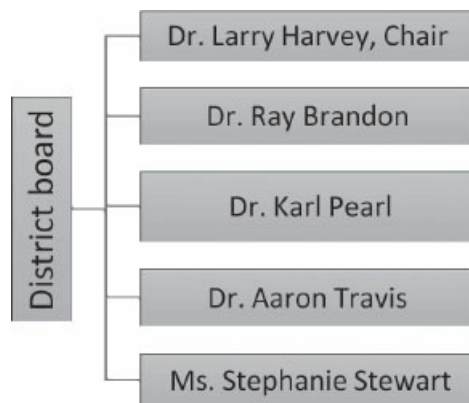 District board
Dr. Larry Harvey, Chair
Dr. Ray Brandon
Dr. Karl Pearl
Dr. Aaron Travis
Ms. Stephanie Stewart